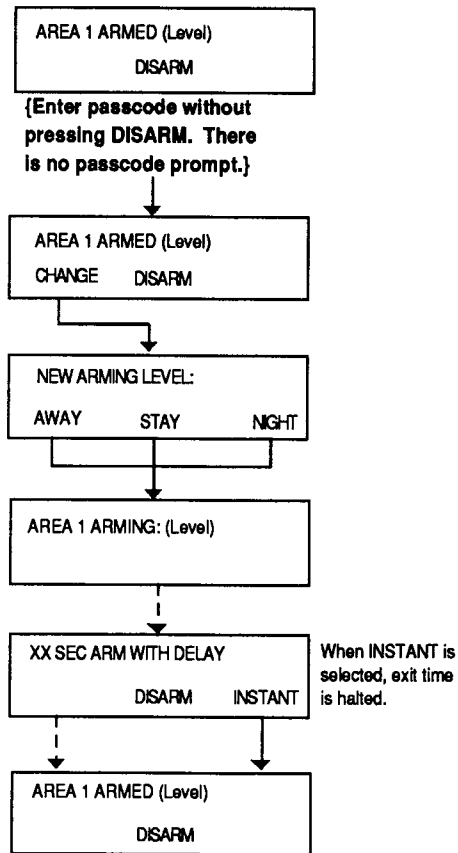 AREA 1 ARMED (Level)
DISARM
{Enter passcode without
pressing DISARM. There
is no passcode prompt.}
AREA 1 ARMED (Level)
CHANGE DISARM
NEW ARMING LEVEL:
AWAY STAY NIGHT
AREA 1 ARMING: (Level)
XX SEC ARM WITH DELAY
DISARM INSTANT
When INSTANT is
selected, exit time
is halted.
AREA 1 ARMED (Level)
DISARM